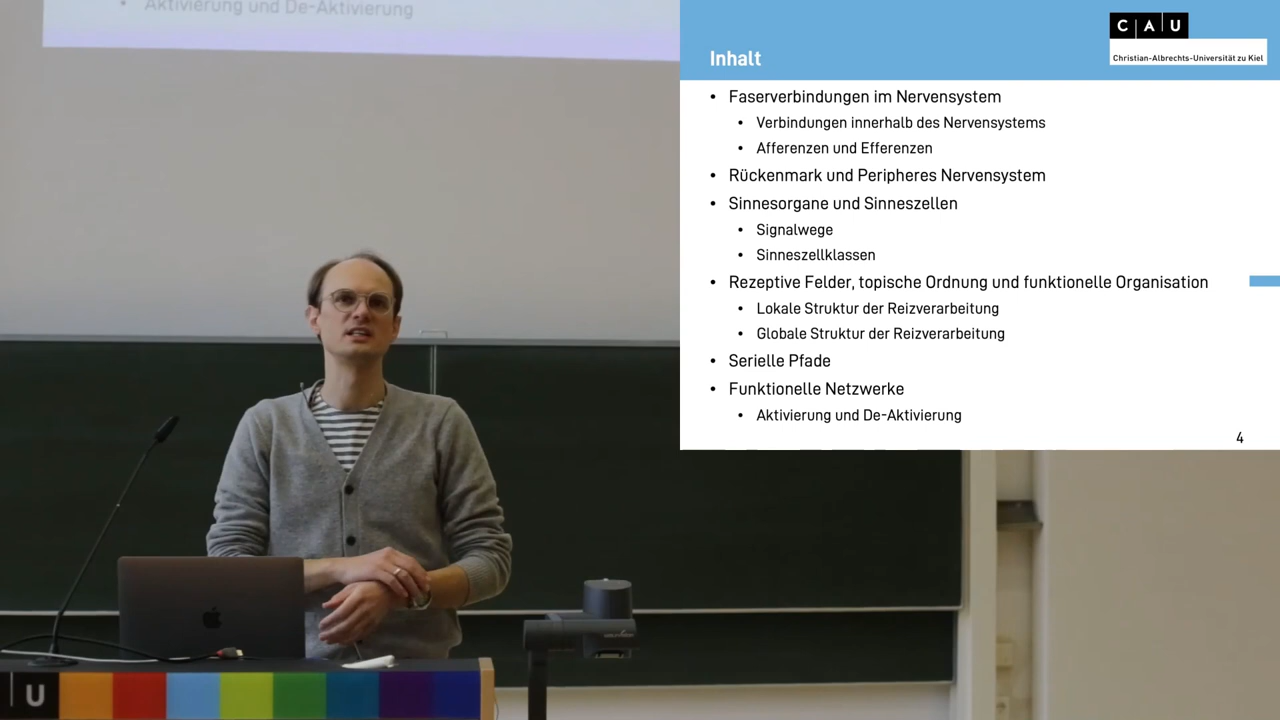 Aktivierung und De-Aktivierung
CAU
Christian-Albrechts-Universität zu Kiel
Inhalt
• Faserverbindungen im Nervensystem
• Verbindungen innerhalb des Nervensystems
• Afferenzen und Efferenzen
• Rückenmark und Peripheres Nervensystem
• Sinnesorgane und Sinneszellen
• Signalwege
• Sinneszellklassen
• Rezeptive Felder, topische Ordnung und funktionelle Organisation
• Lokale Struktur der Reizverarbeitung
• Globale Struktur der Reizverarbeitung
• Serielle Pfade
• Funktionelle Netzwerke
• Aktivierung und De-Aktivierung
4
U